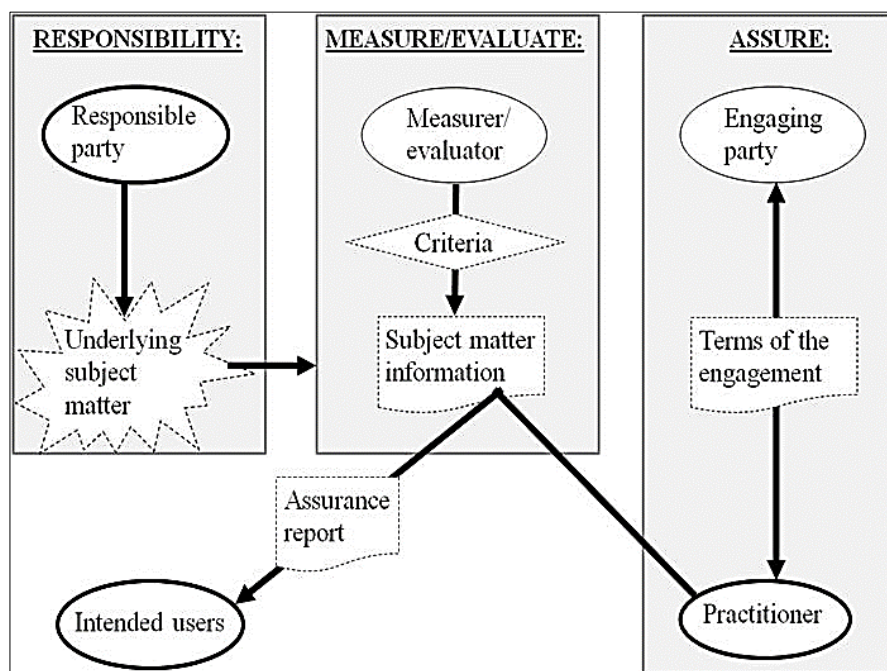 RESPONSIBILITY:
MEASURE/EVALUATE:
ASSURE:
Responsible
party
Measurer/
evaluator
Engaging
party
Criteria
Underlying
subject
matter
Subject matter
information
Terms of the
engagement
Assurance
report
Intended users
Practitioner